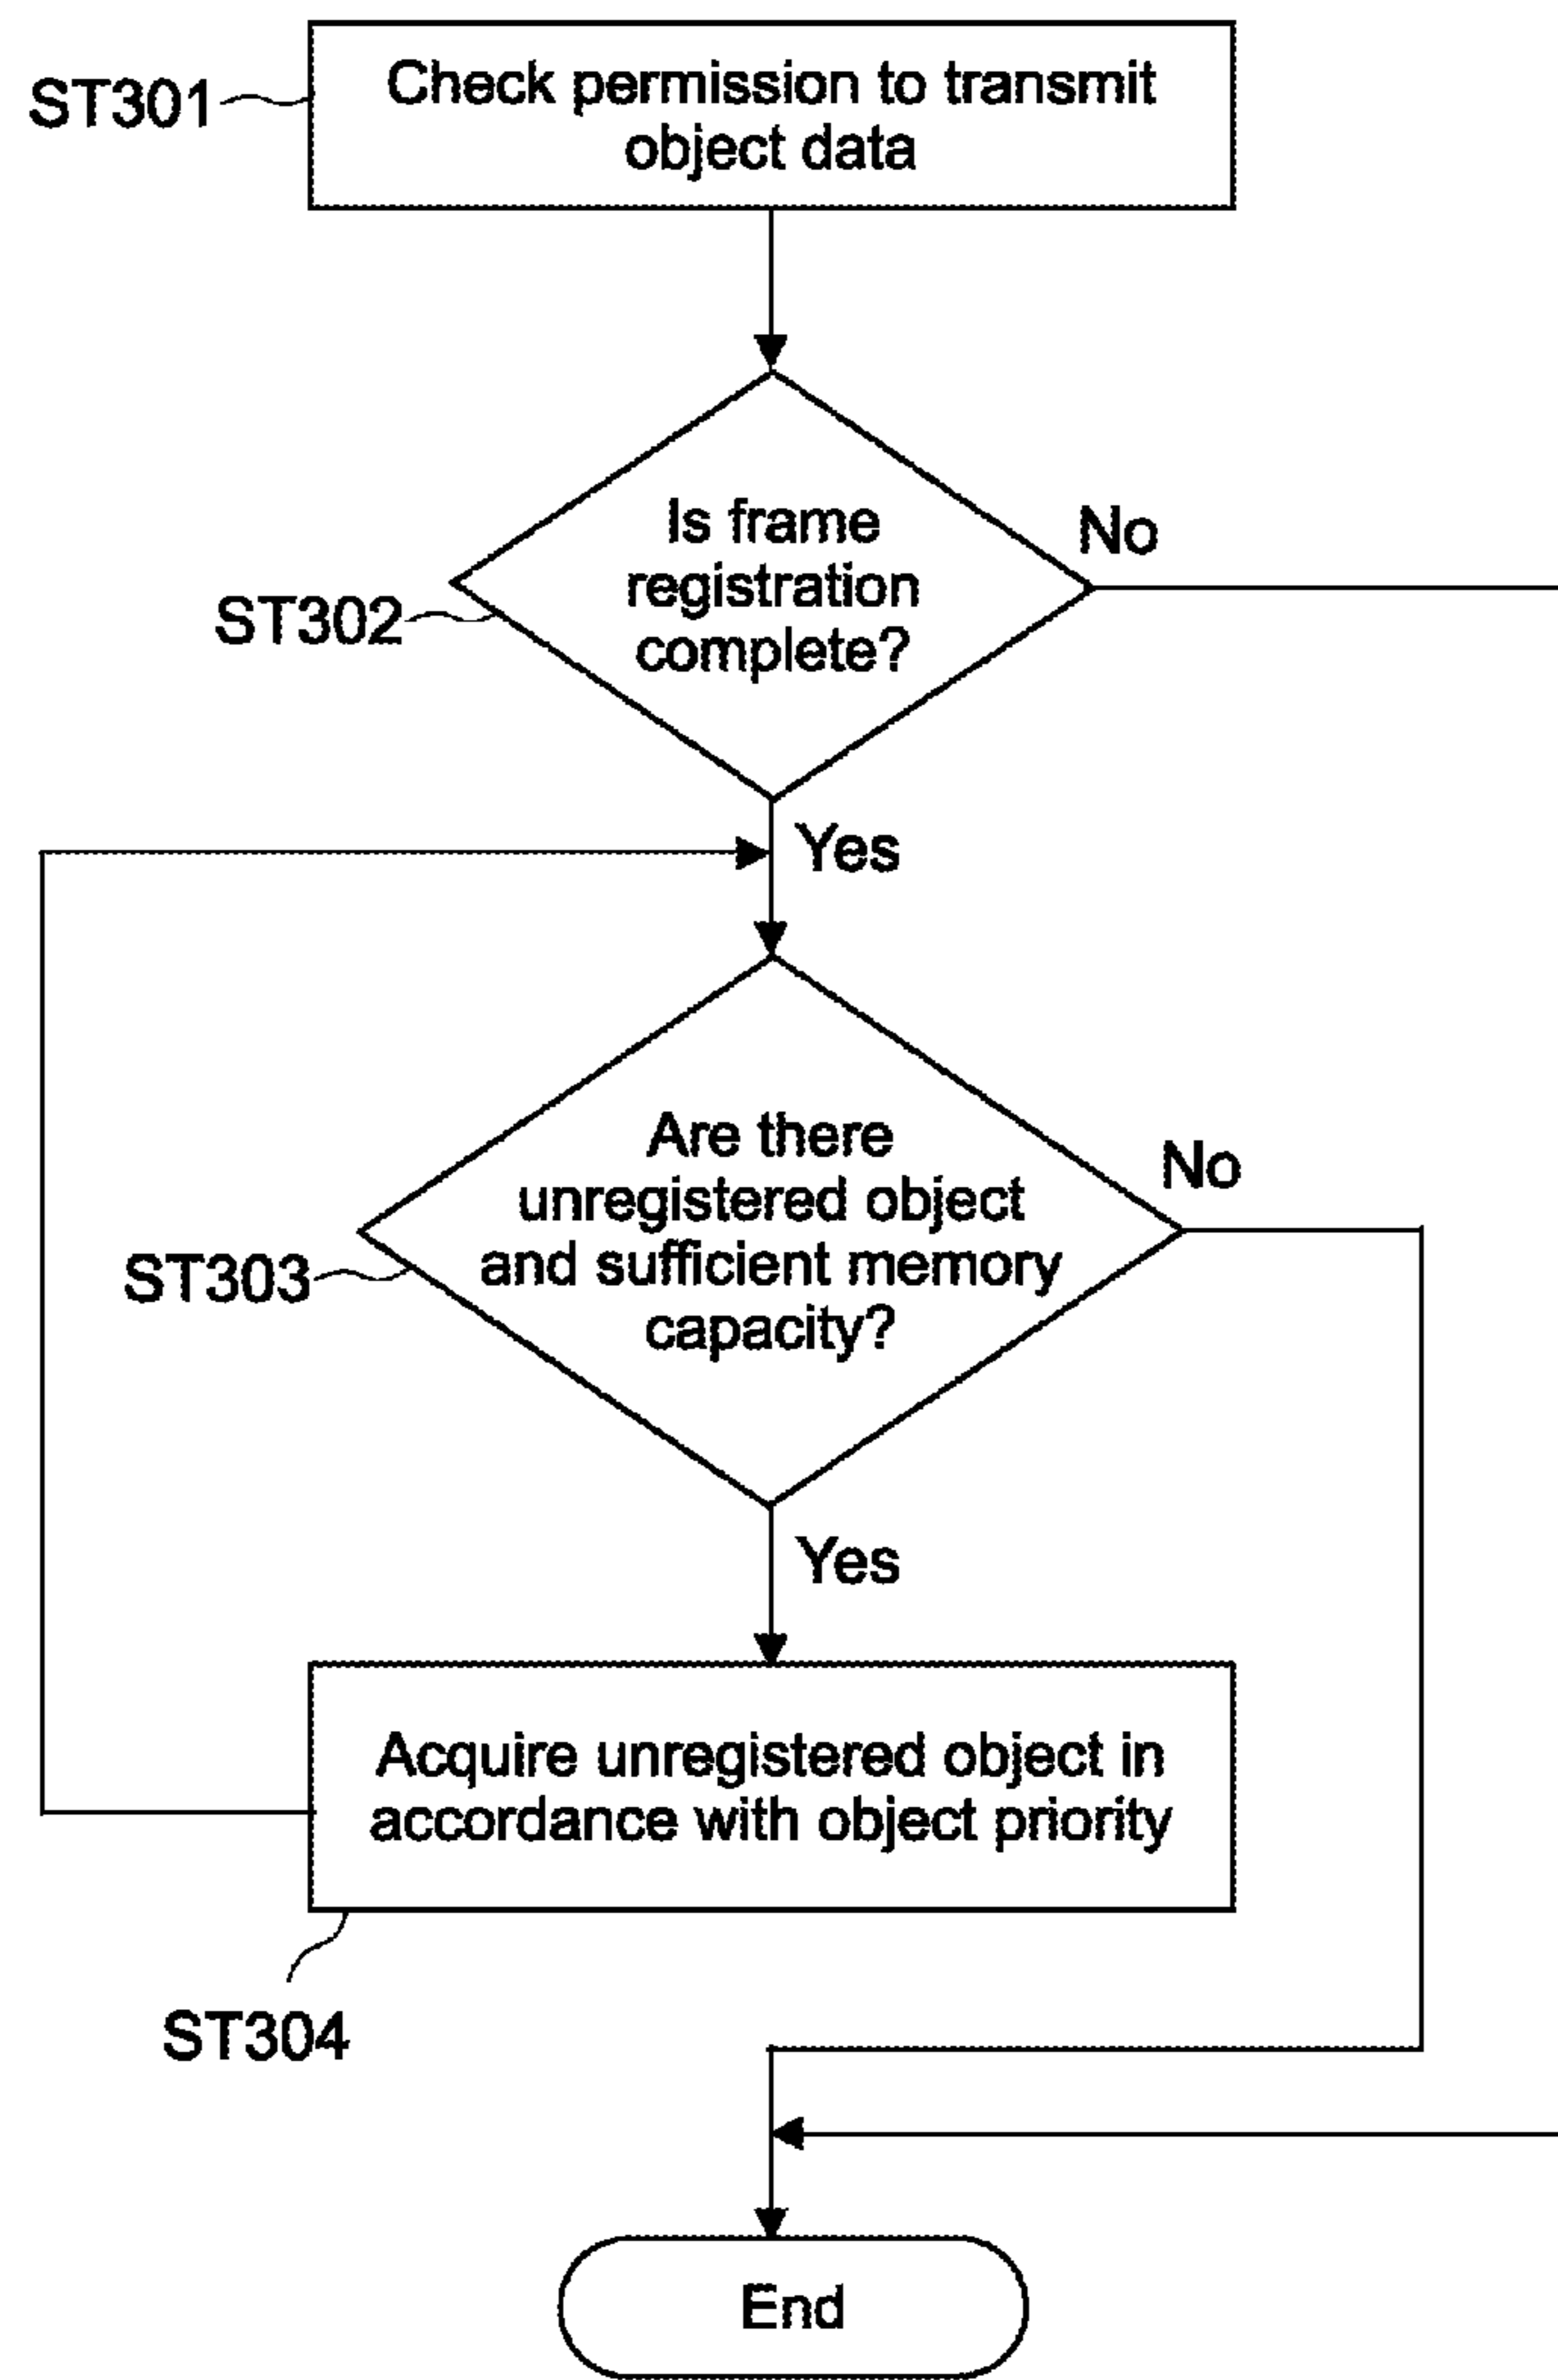 ST301
Check permission to transmit
object data
Is frame
registration
complete?
No
ST302
Yes
Are there
unregistered object
and sufficient memory
capacity?
No
ST303
Yes
Acquire unregistered object in
accordance with object priority
ST304
End